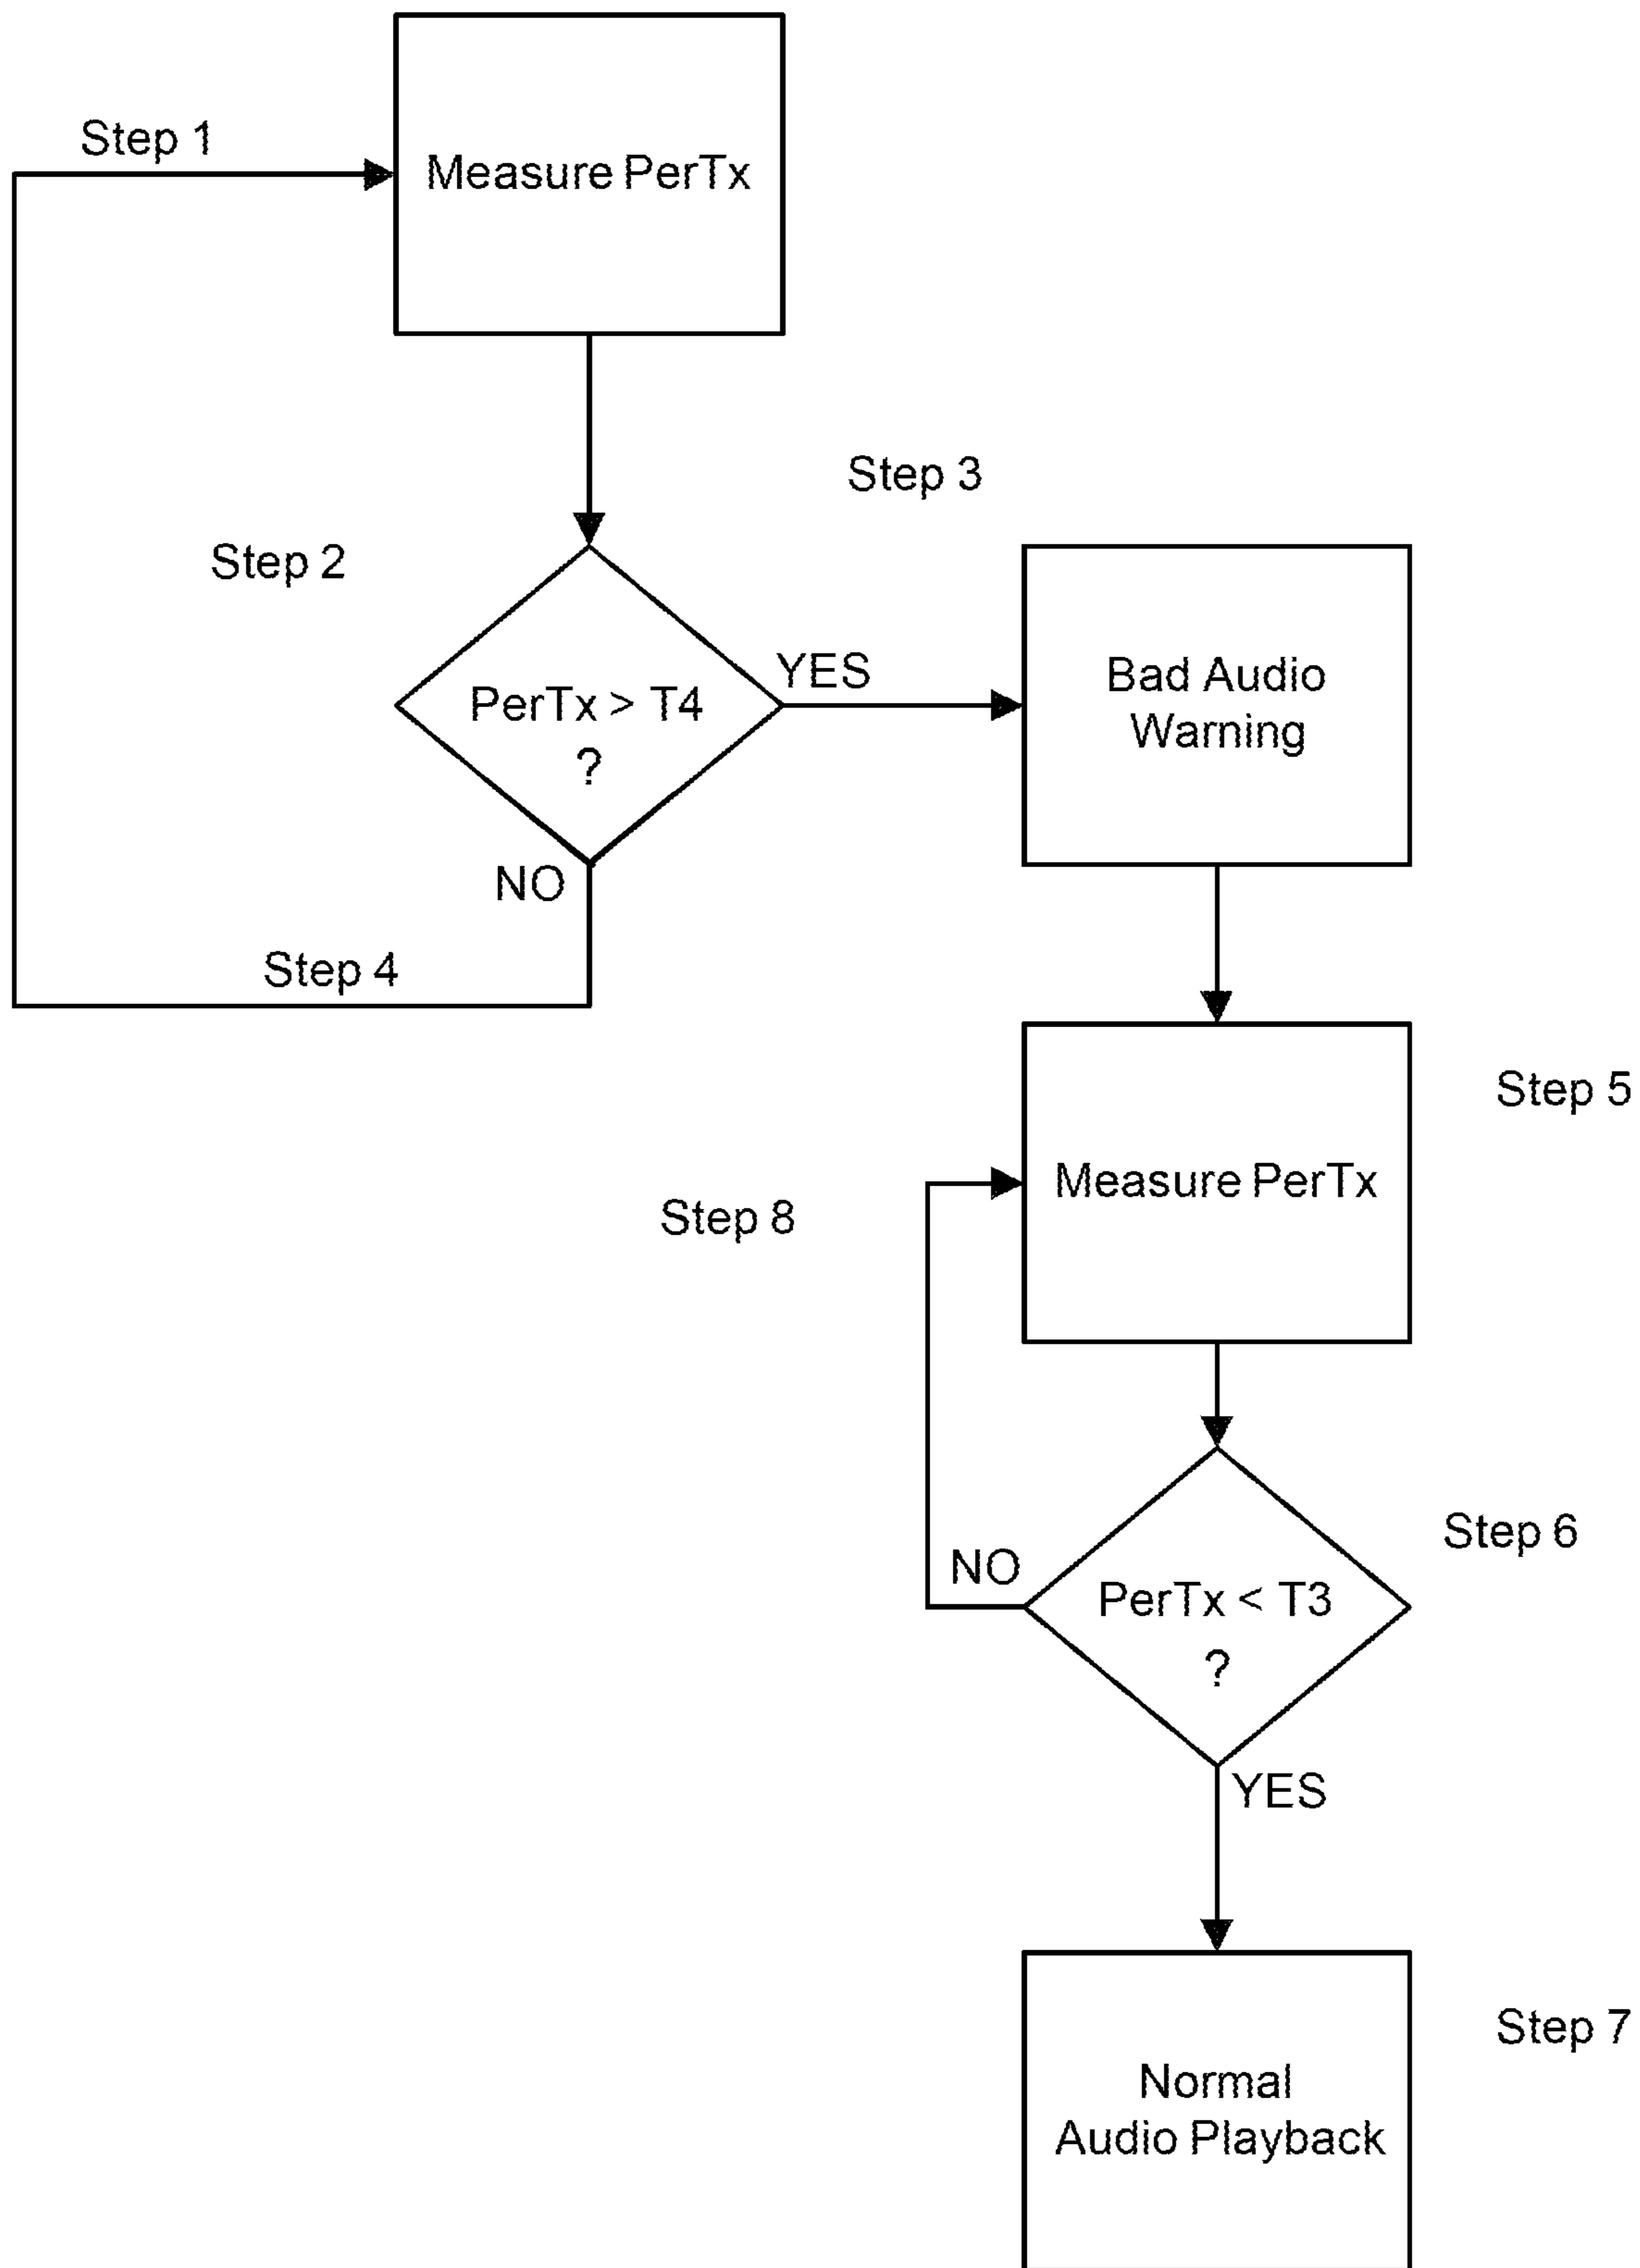 Step 1
Measure PerTx
Step 3
Step 2
PerTx > T4
?
YES
Bad Audio
Warning
NO
Step 4
Step 5
Measure PerTx
Step 8
Step 6
NO
PerTx < T3
?
YES
Step 7
Normal
Audio Playback